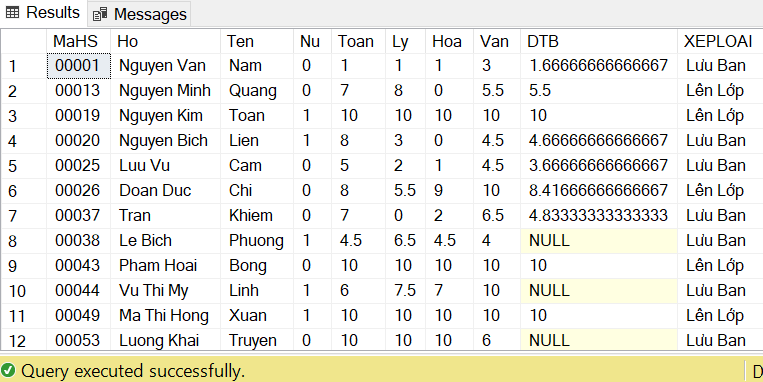 Results Messages
MaHS Ho Ten Nu Toan Ly Hoa Van DTB XEPLOAI
1 00001 Nguyen Van Nam 0 1 1 1 3 1.66666666666667 Lưu Ban
2 00013 Nguyen Minh Quang 0 7 8 0 5.5 5.5 Lên Lớp
3 00019 Nguyen Kim Toan 1 10 10 10 10 10 Lên Lớp
4 00020 Nguyen Bich Lien 1 8 3 0 4.5 4.66666666666667 Lưu Ban
5 00025 Luu Vu Cam 0 5 2 1 4.5 3.66666666666667 Lưu Ban
6 00026 Doan Duc Chi 0 8 5.5 9 10 8.41666666666667 Lên Lớp
7 00037 Tran Khiem 0 7 0 2 6.5 4.83333333333333 Lưu Ban
8 00038 Le Bich Phuong 1 4.5 6.5 4.5 4 NULL Lưu Ban
9 00043 Pham Hoai Bong 0 10 10 10 10 10 Lên Lớp
10 00044 Vu Thi My Linh 1 6 7.5 7 10 NULL Lưu Ban
11 00049 Ma Thi Hong Xuan 1 10 10 10 10 10 Lên Lớp
12 00053 Luong Khai Truyen 0 10 10 10 6 NULL Lưu Ban
Query executed successfully. D